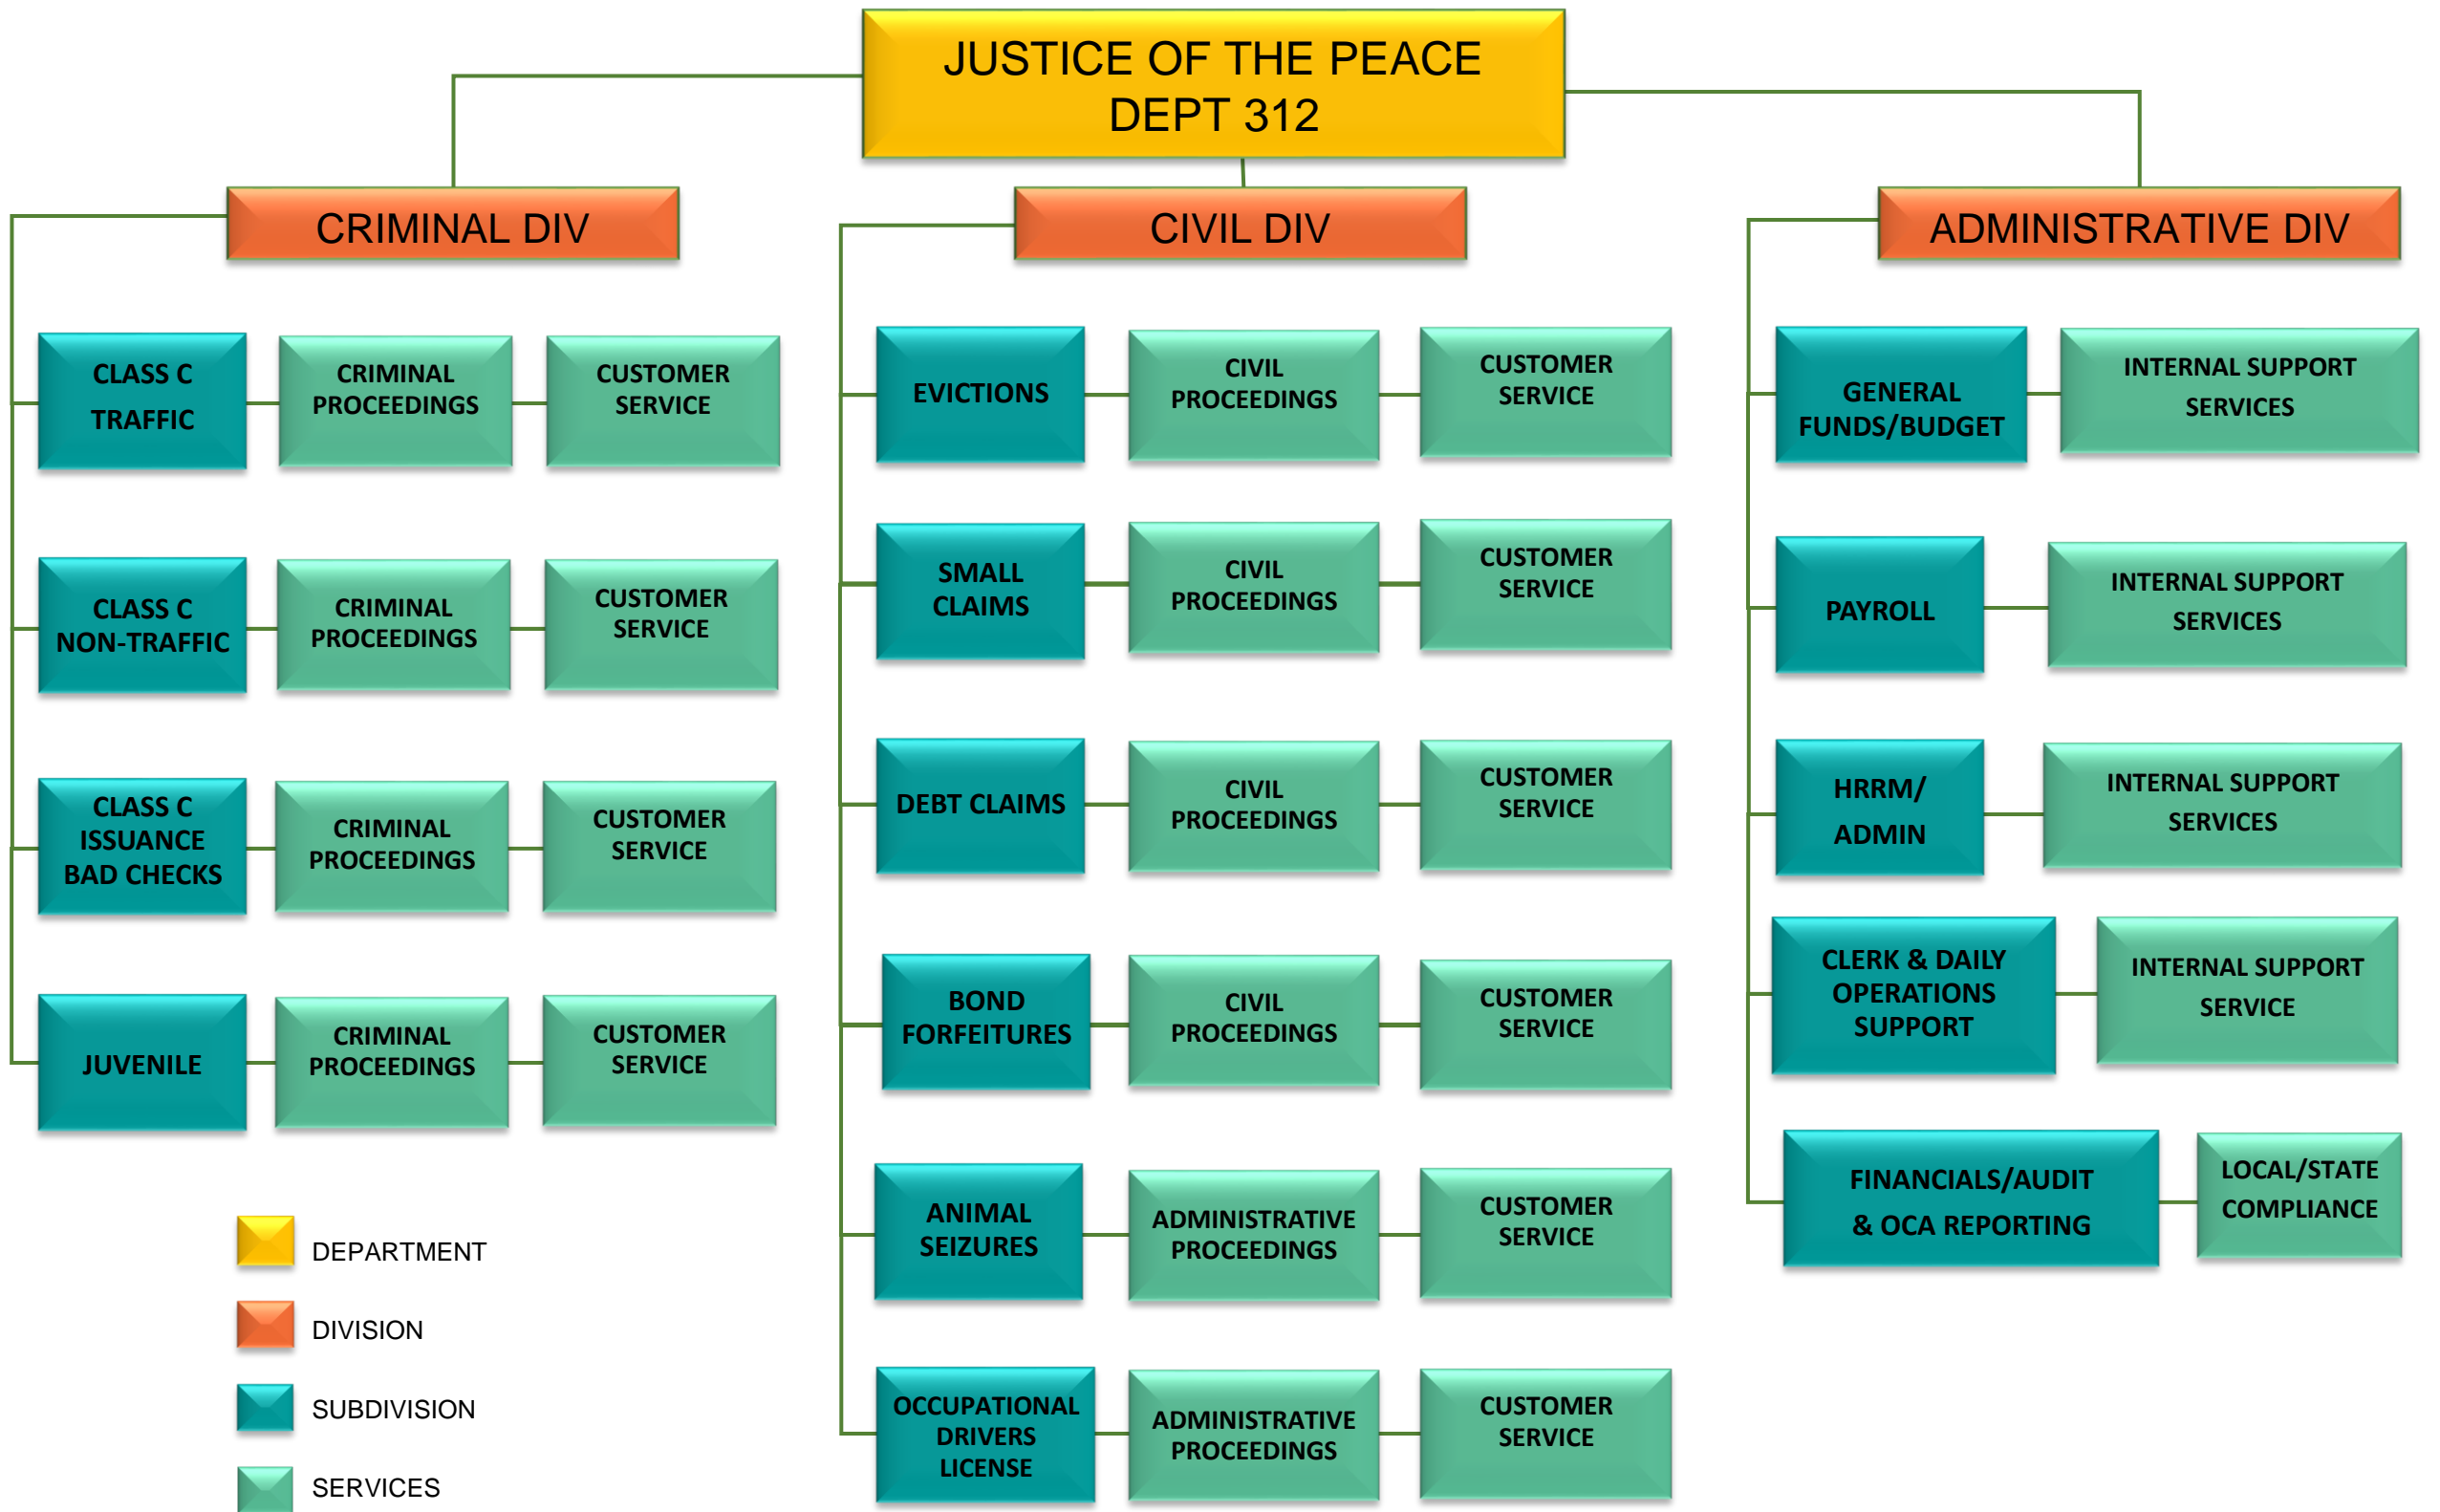 JUSTICE OF THE PEACE
DEPT 312
CRIMINAL DIV
CLASS C
TRAFFIC
CRIMINAL
PROCEEDINGS
CUSTOMER
SERVICE
CLASS C
NON-TRAFFIC
CRIMINAL
PROCEEDINGS
CUSTOMER
SERVICE
CLASS C
ISSUANCE
BAD CHECKS
CRIMINAL
PROCEEDINGS
CUSTOMER
SERVICE
JUVENILE
CRIMINAL
PROCEEDINGS
CUSTOMER
SERVICE
CIVIL DIV
EVICTIONS
CIVIL
PROCEEDINGS
CUSTOMER
SERVICE
SMALL
CLAIMS
CIVIL
PROCEEDINGS
CUSTOMER
SERVICE
DEBT CLAIMS
CIVIL
PROCEEDINGS
CUSTOMER
SERVICE
BOND
FORFEITURES
CIVIL
PROCEEDINGS
CUSTOMER
SERVICE
ANIMAL
SEIZURES
ADMINISTRATIVE
PROCEEDINGS
CUSTOMER
SERVICE
OCCUPATIONAL
DRIVERS
LICENSE
ADMINISTRATIVE
PROCEEDINGS
CUSTOMER
SERVICE
ADMINISTRATIVE DIV
GENERAL
FUNDS/BUDGET
INTERNAL SUPPORT
SERVICES
PAYROLL
INTERNAL SUPPORT
SERVICES
HRRM/
ADMIN
INTERNAL SUPPORT
SERVICES
CLERK & DAILY
OPERATIONS
SUPPORT
INTERNAL SUPPORT
SERVICE
FINANCIALS/AUDIT
& OCA REPORTING
LOCAL/STATE
COMPLIANCE
DEPARTMENT
DIVISION
SUBDIVISION
SERVICES